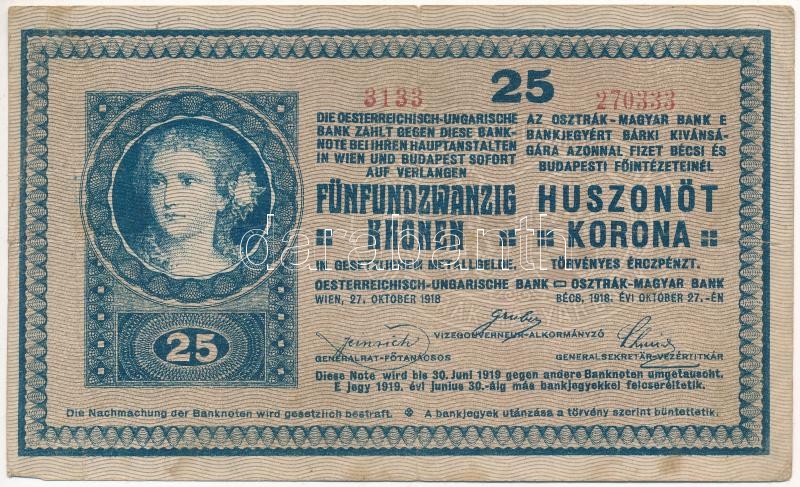 25
3133
270333
DIE OESTERREICHISCH-UNGARISCHE
BANK ZAHLT GEGEN DIESE BANK-
NOTE BEI IHREN HAUPTANSTALTEN
IN WIEN UND BUDAPEST SOFORT
AUF VERLANGEN
FÜNFUNDZWANZIG
KRONEN
IN GESETZLICHEM METALLGELDE.
OESTERREICHISCH-UNGARISCHE BANK
WIEN, 27. OKTOBER 1918
AZ OSZTRÁK-MAGYAR BANK E
BANKJEGYÉRT BÁRKI KIVÁNSÁ-
GÁRA AZONNAL FIZET BÉCSI ÉS
BUDAPESTI FŐINTÉZETEINÉL
HUSZONÖT
KORONA
TÖRVÉNYES ÉRCZPÉNZT.
OSZTRÁK-MAGYAR BANK
BÉCS, 1918. ÉVI OKTOBER 27.-ÉN
Gruber
VIZEGOUVERNEUR-ALKORMÁNYZÓ
GENERALRAT-FŐTANÁCSOS
GENERALSEKRETÄR-VEZÉRTITKÁR
Diese Note wird bis 30. Juni 1919 gegen andere Banknoten umgetauscht.
E jegy 1919. évi junius 30.-áig más bankjegyekkel felcseréltetik.
25
Die Nachmachung der Banknoten wird gesetzlich bestraft. A bankjegyek utánzása a törvény szerint büntettetik.
darabanth